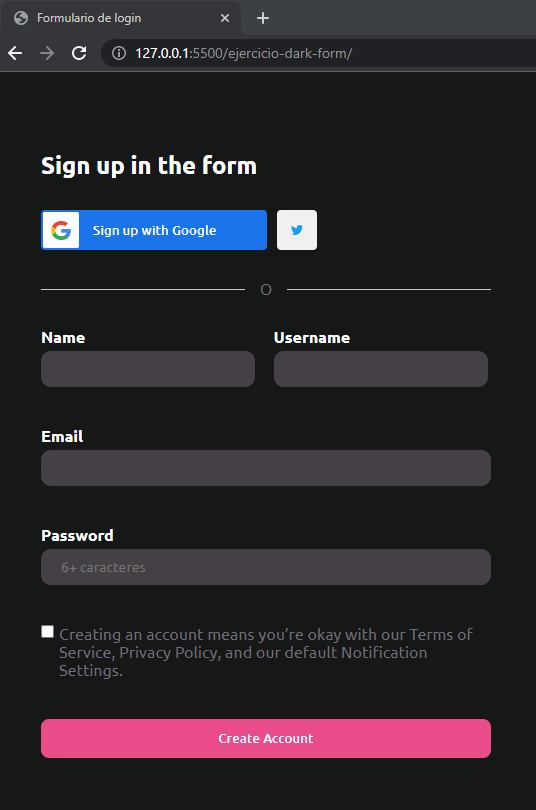 Formulario de login
127.0.0.1:5500/ejercicio-dark-form/
Sign up in the form
Sign up with Google
O
Name Username
Email
Password
6+ caracteres
Creating an account means you’re okay with our Terms of
Service, Privacy Policy, and our default Notification
Settings.
Create Account